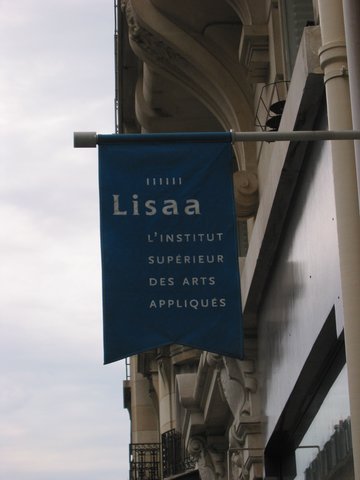 Lisaa
L'INSTITUT
SUPÉRIEUR
DES ARTS
APPLIQUÉS